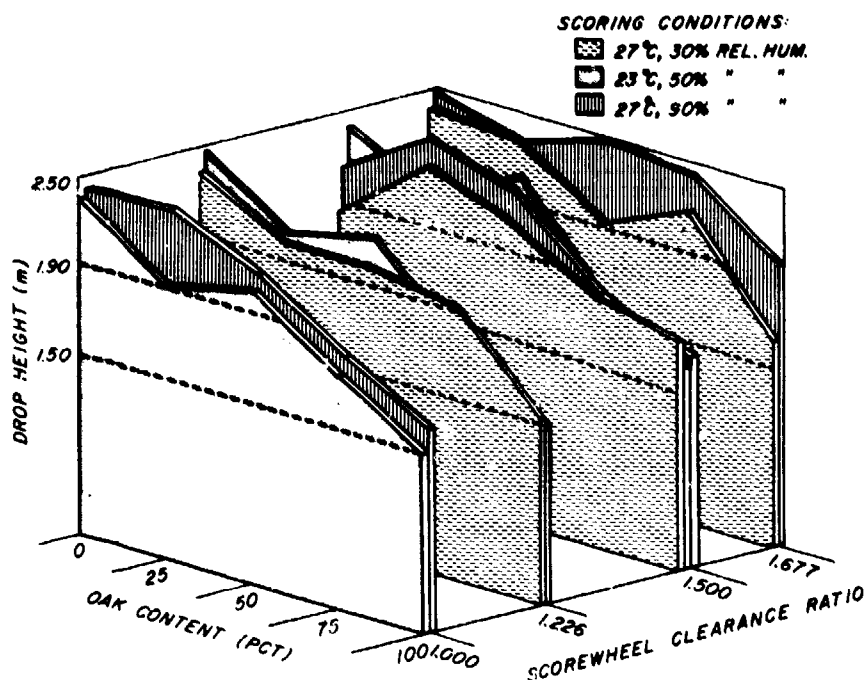 SCORING CONDITIONS:
27°C, 30% REL. HUM.
23°C, 50% " "
27°C, 90% " "
2.50
1.90
1.50
DROP HEIGHT (m)
0
25
50
75
100
OAK CONTENT (PCT)
1.000
1.226
1.500
1.677
SCOREWHEEL CLEARANCE RATIO